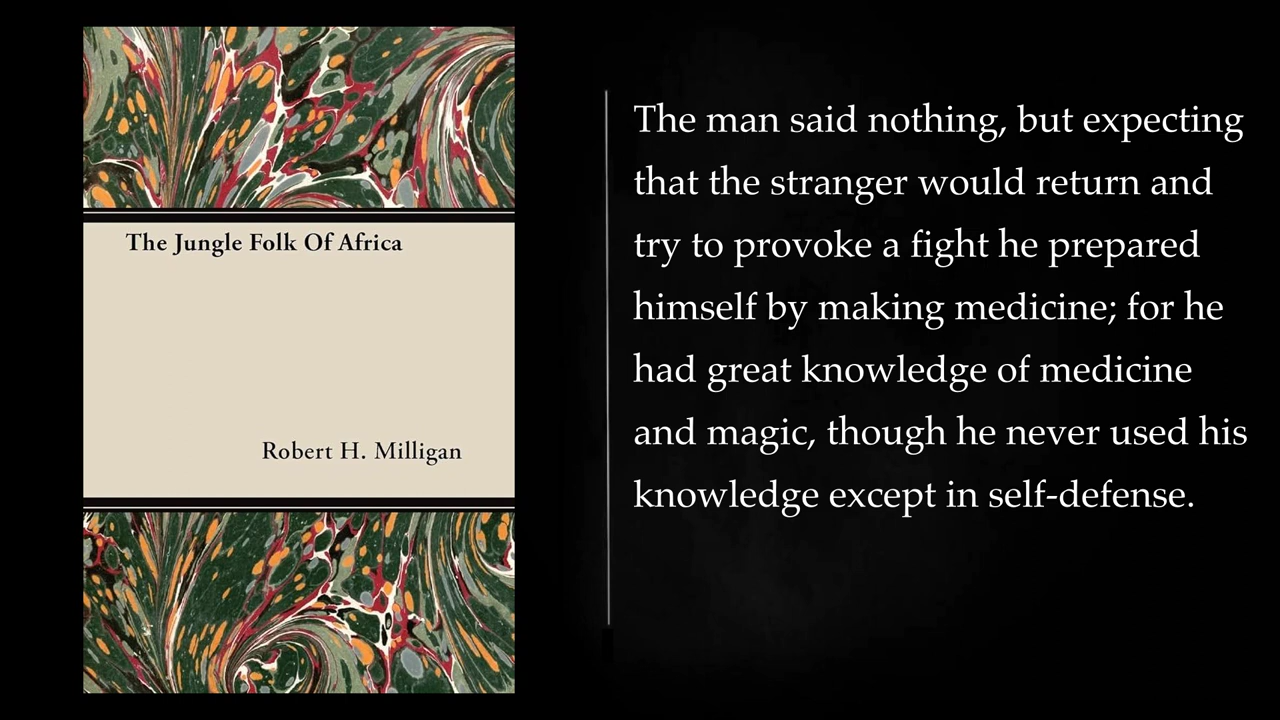 The Jungle Folk Of Africa
Robert H. Milligan
The man said nothing, but expecting
that the stranger would return and
try to provoke a fight he prepared
himself by making medicine; for he
had great knowledge of medicine
and magic, though he never used his
knowledge except in self-defense.